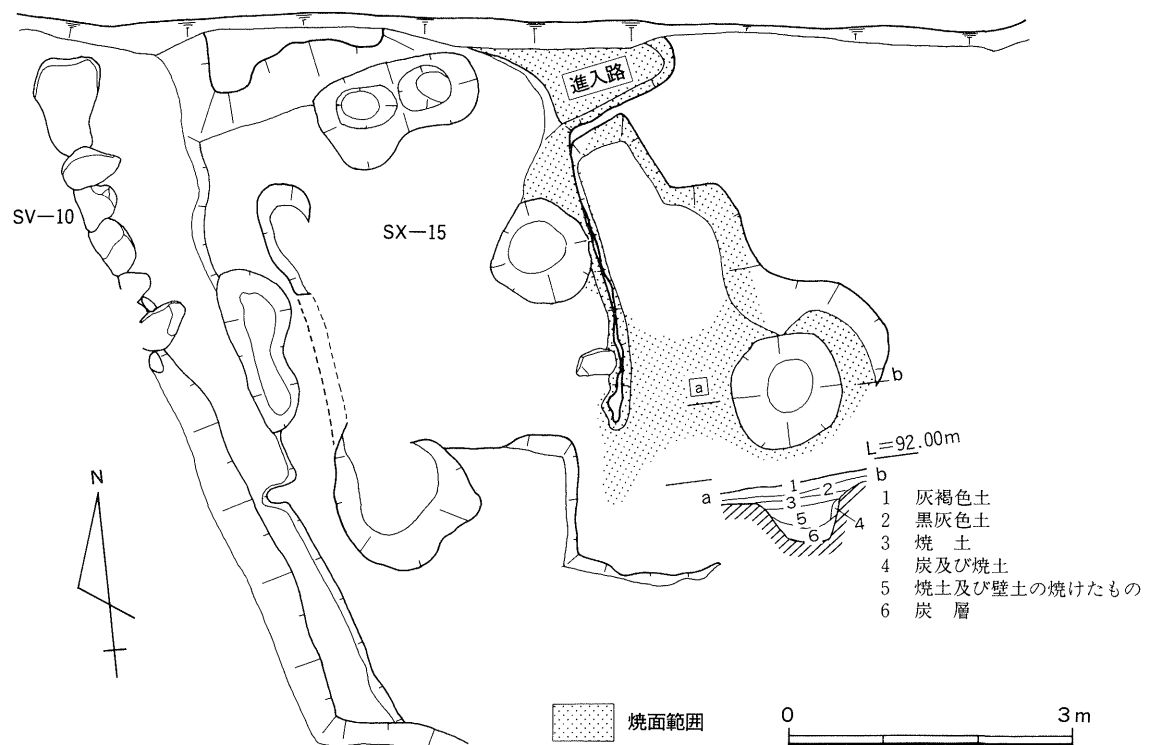 進入路
SV—10
SX—15
a
b
L=92.00m
a
b
1
2
3
4
5
6
1 灰褐色土
2 黒灰色土
3 焼 土
4 炭及び焼土
5 焼土及び壁土の焼けたもの
6 炭 層
N
焼面範囲
0 3m